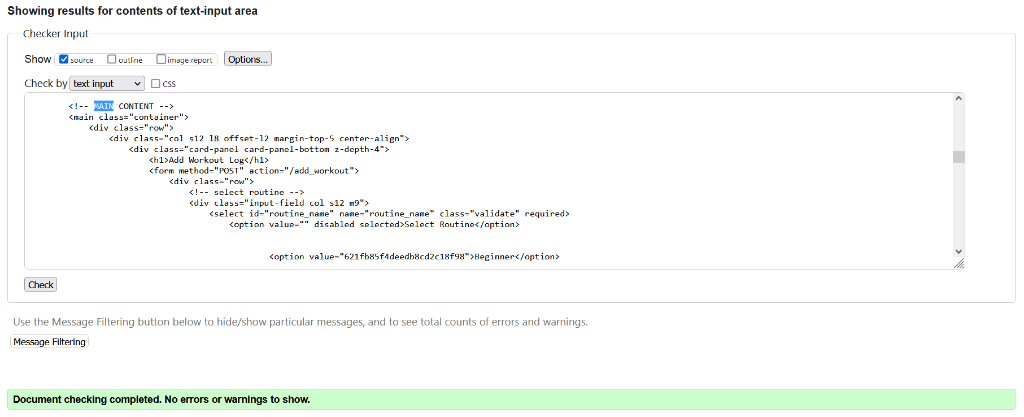 Showing results for contents of text-input area
Checker Input
Show source outline image report Options...
Check by text input css
<!-- MAIN CONTENT -->
<main class="container">
<div class="row">
<div class="col s12 l8 offset-l2 margin-top-5 center-align">
<div class="card-panel card-panel-bottom z-depth-4">
<h1>Add Workout Log</h1>
<form method="POST" action="/add_workout">
<div class="row">
<!-- select routine -->
<div class="input-field col s12 m9">
<select id="routine_name" name="routine_name" class="validate" required>
<option value="" disabled selected>Select Routine</option>
<option value="621fb85f4deedb8cd2c18f98">Beginner</option>
Check
Use the Message Filtering button below to hide/show particular messages, and to see total counts of errors and warnings.
Message Filtering
Document checking completed. No errors or warnings to show.